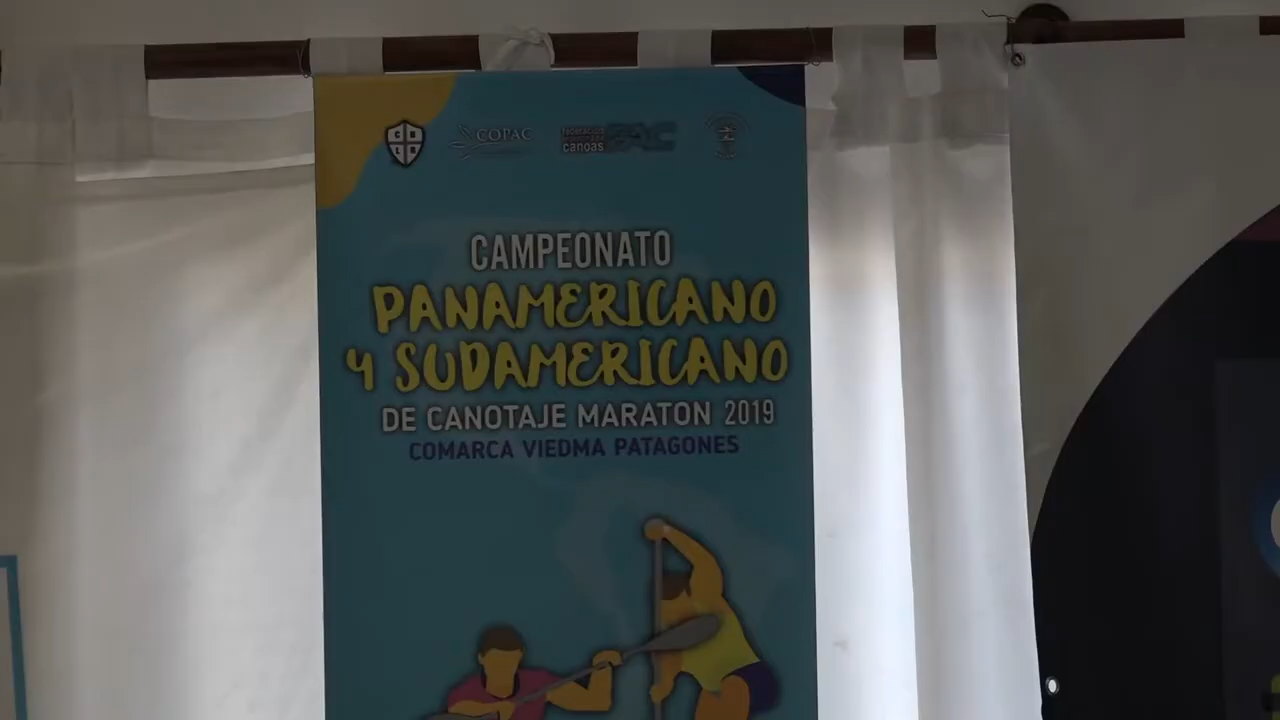 COPAC
canoas
CAMPEONATO
PANAMERICANO
Y SUDAMERICANO
DE CANOTAJE MARATON 2019
COMARCA VIEDMA PATAGONES